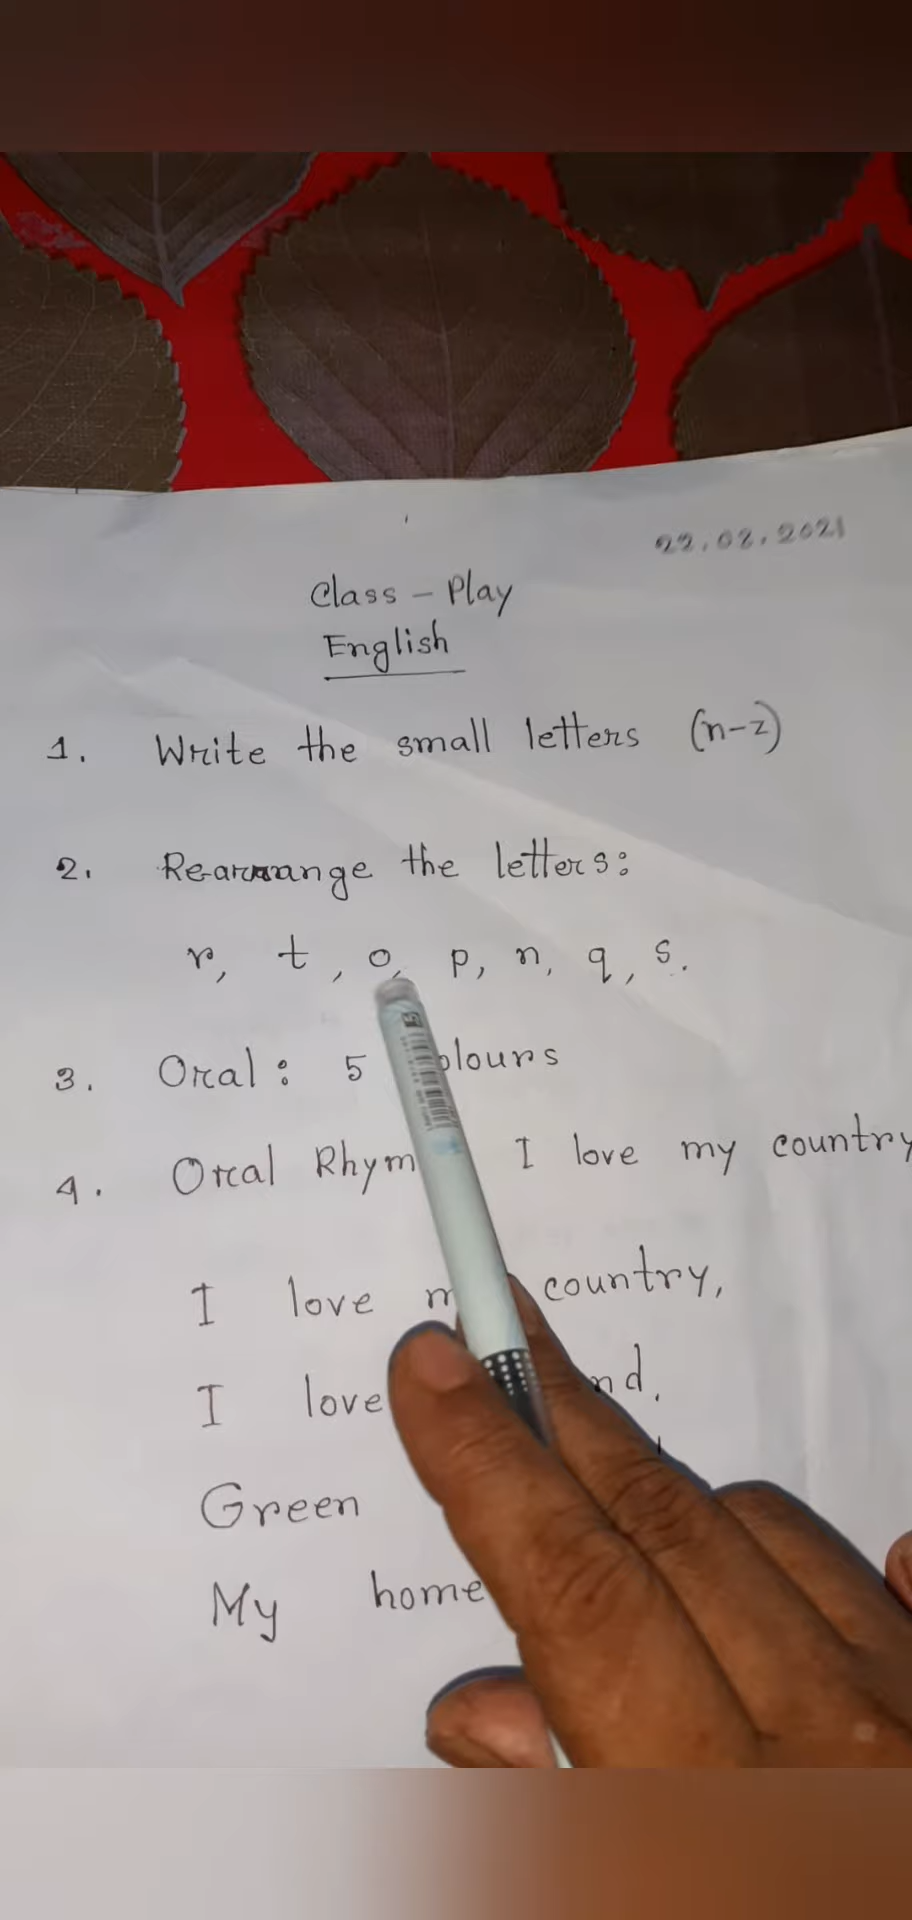 22.02.2021
Class - Play
English
1. Write the small letters (n-z)
2. Rearrange the letters:
r, t, o, p, n, q, s.
3. Oral: 5 olours
4. Oral Rhym I love my country
I love m country,
I love nd.
Green
My home